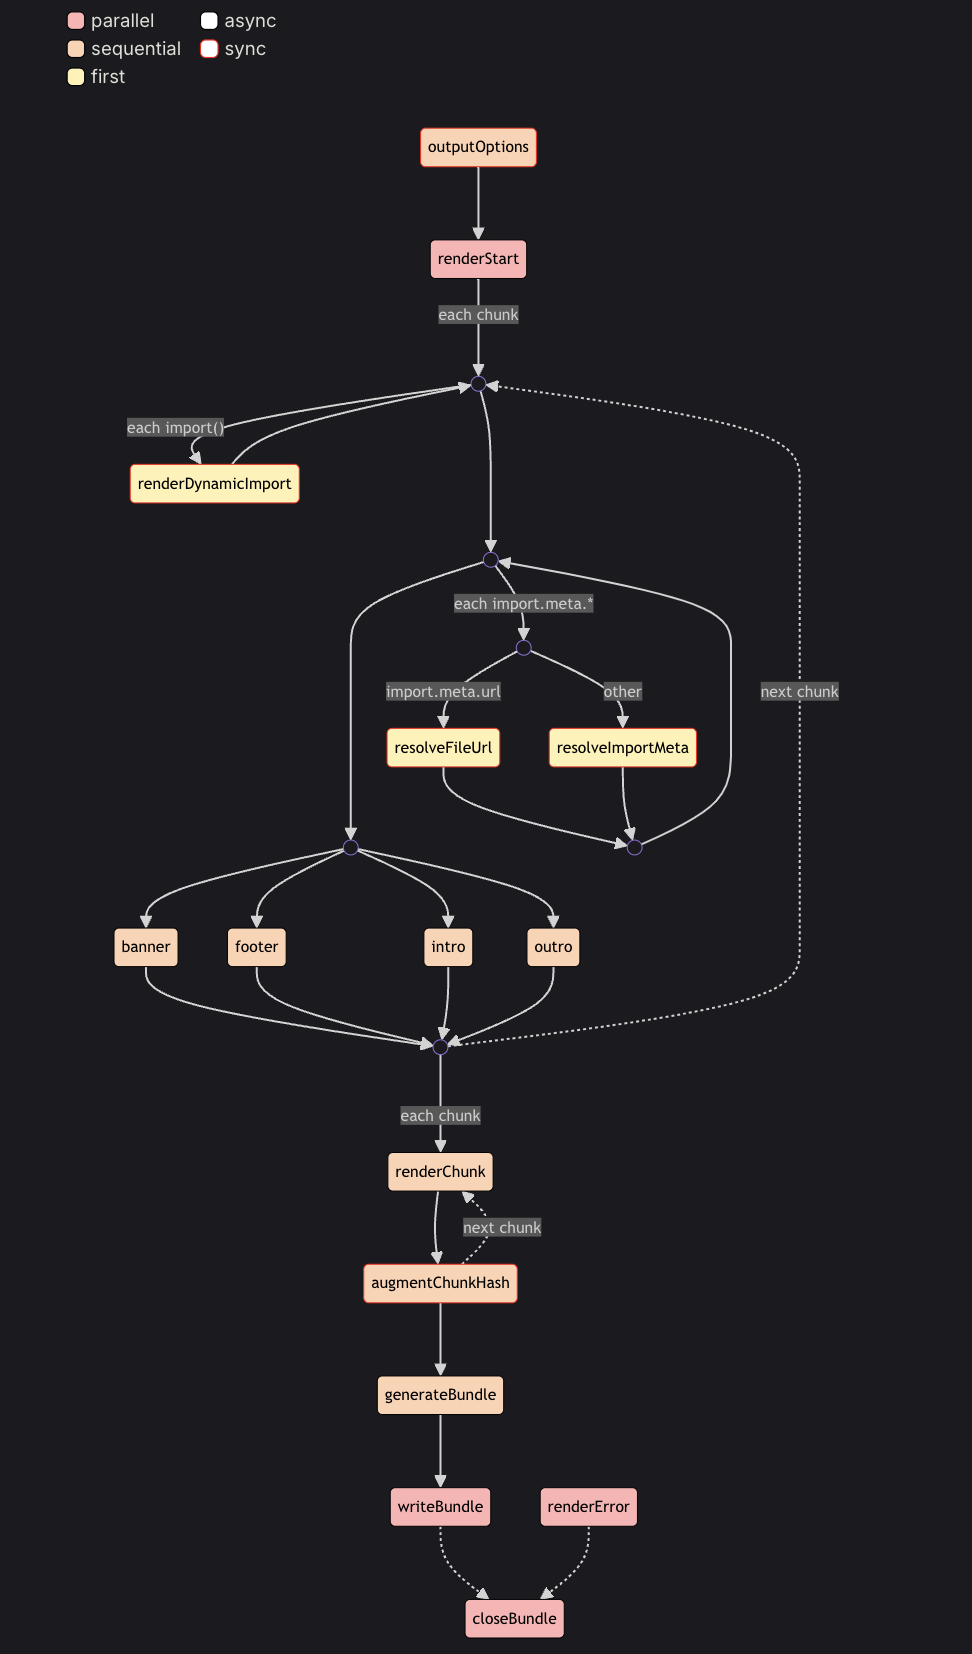 parallel
async
sequential
sync
first
outputOptions
renderStart
each chunk
each import()
renderDynamicImport
each import.meta.*
import.meta.url
other
next chunk
resolveFileUrl
resolveImportMeta
banner
footer
intro
outro
each chunk
renderChunk
next chunk
augmentChunkHash
generateBundle
writeBundle
renderError
closeBundle